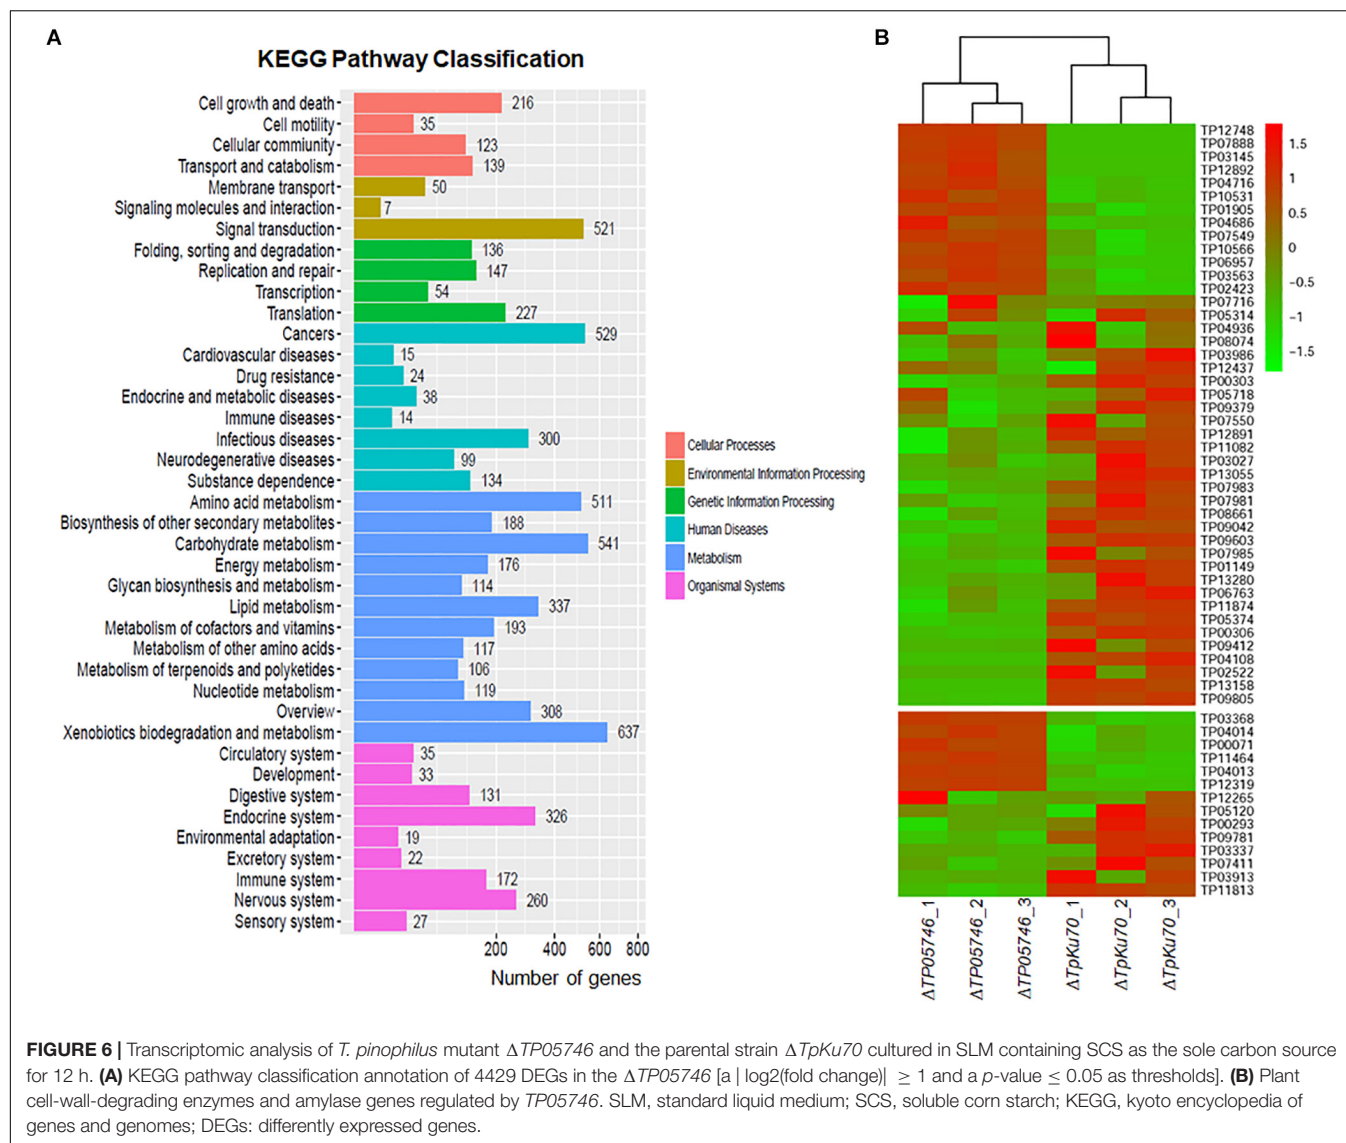 A
KEGG Pathway Classification
Cell growth and death
216
Cell motility
35
Cellular commiunity
123
Transport and catabolism
139
Membrane transport
50
Signaling molecules and interaction
7
Signal transduction
521
Folding, sorting and degradation
136
Replication and repair
147
Transcription
54
Translation
227
Cancers
529
Cardiovascular diseases
15
Drug resistance
24
Endocrine and metabolic diseases
38
Immune diseases
14
Infectious diseases
300
Neurodegenerative diseases
99
Substance dependence
134
Amino acid metabolism
511
Biosynthesis of other secondary metabolites
188
Carbohydrate metabolism
541
Energy metabolism
176
Glycan biosynthesis and metabolism
114
Lipid metabolism
337
Metabolism of cofactors and vitamins
193
Metabolism of other amino acids
117
Metabolism of terpenoids and polyketides
106
Nucleotide metabolism
119
Overview
308
Xenobiotics biodegradation and metabolism
637
Circulatory system
35
Development
33
Digestive system
131
Endocrine system
326
Environmental adaptation
19
Excretory system
22
Immune system
172
Nervous system
260
Sensory system
27
200 400 600 800
Number of genes
Cellular Processes
Environmental Information Processing
Genetic Information Processing
Human Diseases
Metabolism
Organismal Systems
B
TP12748
TP07888
TP03145
TP12892
TP04716
TP10531
TP01905
TP04686
TP07549
TP10566
TP06957
TP03563
TP02423
TP07716
TP05314
TP04936
TP08074
TP03986
TP12437
TP00303
TP05718
TP09379
TP07550
TP12891
TP11082
TP03027
TP13055
TP07983
TP07981
TP08661
TP09042
TP09603
TP07985
TP01149
TP13280
TP06763
TP11874
TP05374
TP00306
TP09412
TP04108
TP02522
TP13158
TP09805
TP03368
TP04014
TP00071
TP11464
TP04013
TP12319
TP12265
TP05120
TP00293
TP09781
TP03337
TP07411
TP03913
TP11813
1.5
1
0.5
0
−0.5
−1
−1.5
ΔTP05746_1
ΔTP05746_2
ΔTP05746_3
ΔTpKu70_1
ΔTpKu70_2
ΔTpKu70_3
FIGURE 6 | Transcriptomic analysis of T. pinophilus mutant ΔTP05746 and the parental strain ΔTpKu70 cultured in SLM containing SCS as the sole carbon source
for 12 h. (A) KEGG pathway classification annotation of 4429 DEGs in the ΔTP05746 [a | log2(fold change)| ≥ 1 and a p-value ≤ 0.05 as thresholds]. (B) Plant
cell-wall-degrading enzymes and amylase genes regulated by TP05746. SLM, standard liquid medium; SCS, soluble corn starch; KEGG, kyoto encyclopedia of
genes and genomes; DEGs: differently expressed genes.